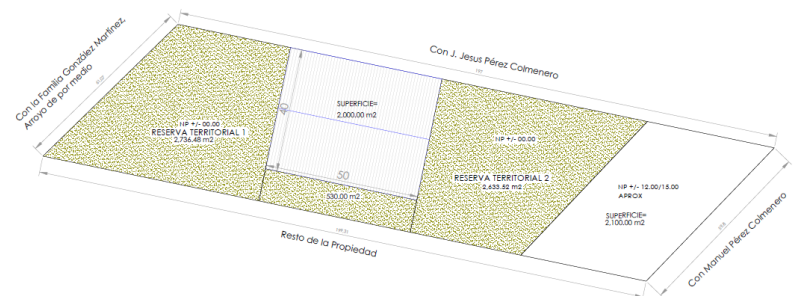 Con la Familia González Martínez,
Arroyo de por medio
Con J. Jesus Pérez Colmenero
NP +/- 00.00
RESERVA TERRITORIAL 1
2,736.48 m2
SUPERFICIE=
2,000.00 m2
40
50
530.00 m2
NP +/- 00.00
RESERVA TERRITORIAL 2
2,633.52 m2
NP +/- 12.00/15.00
APROX
SUPERFICIE=
2,100.00 m2
Resto de la Propiedad
Con Manuel Pérez Colmenero